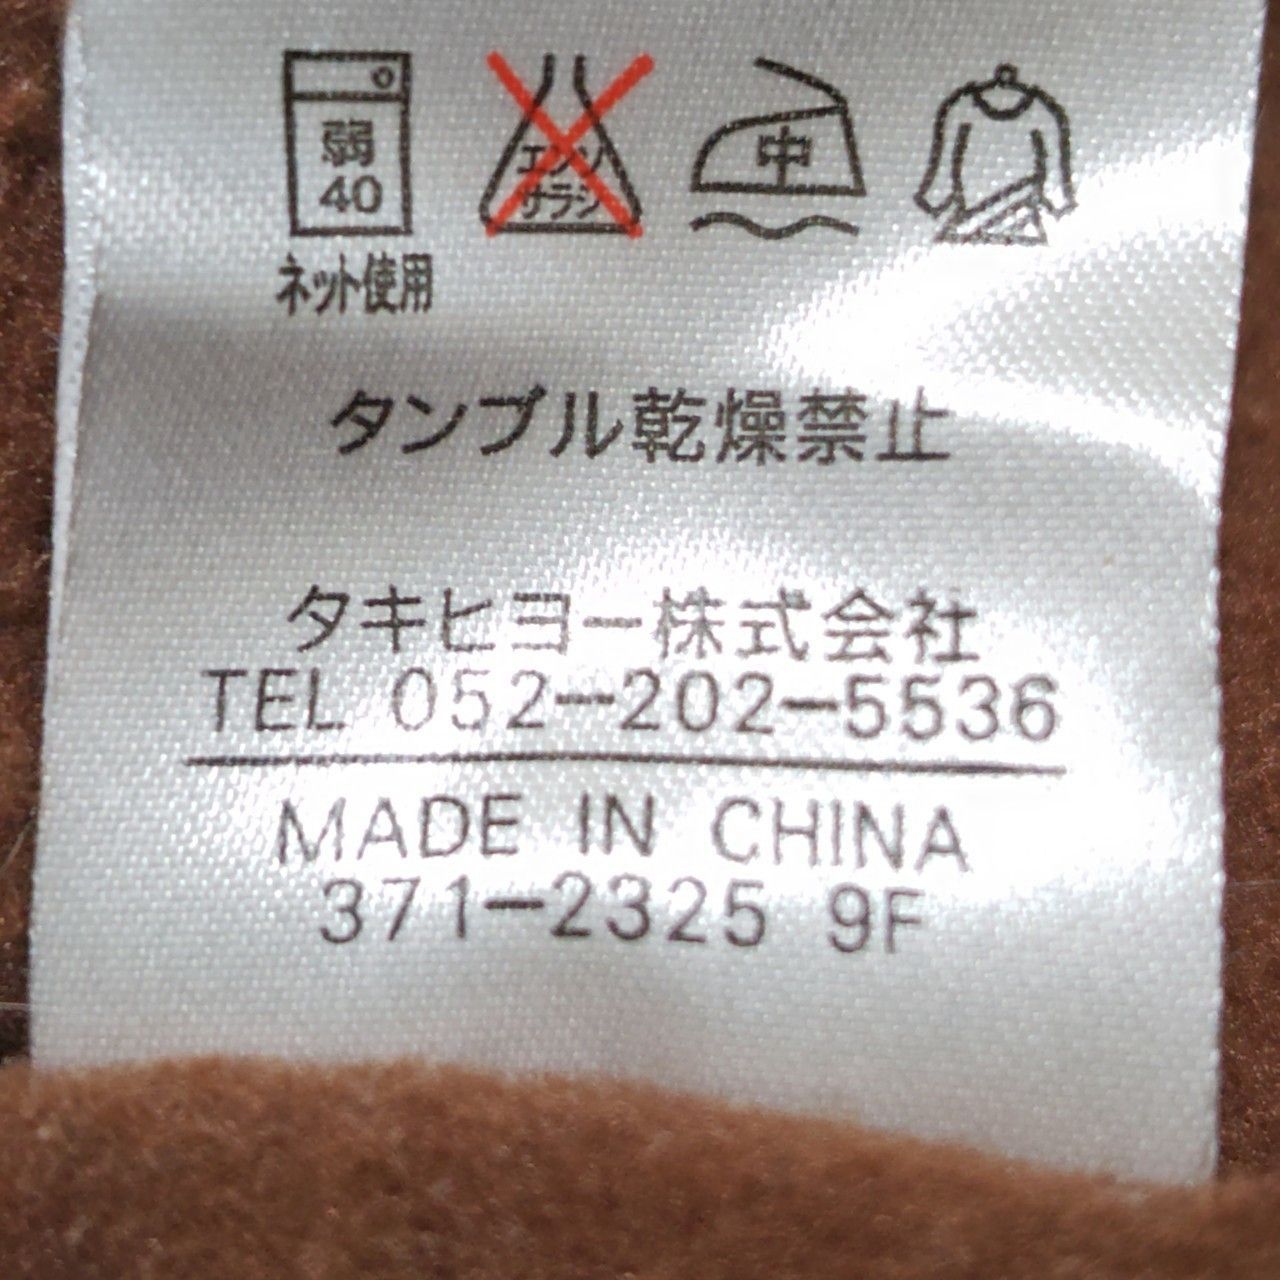 弱
40
エンソ
サラシ
中
ネット使用
タンブル乾燥禁止
タキヒヨー株式会社
TEL 052-202-5536
MADE IN CHINA
371-2325 9F